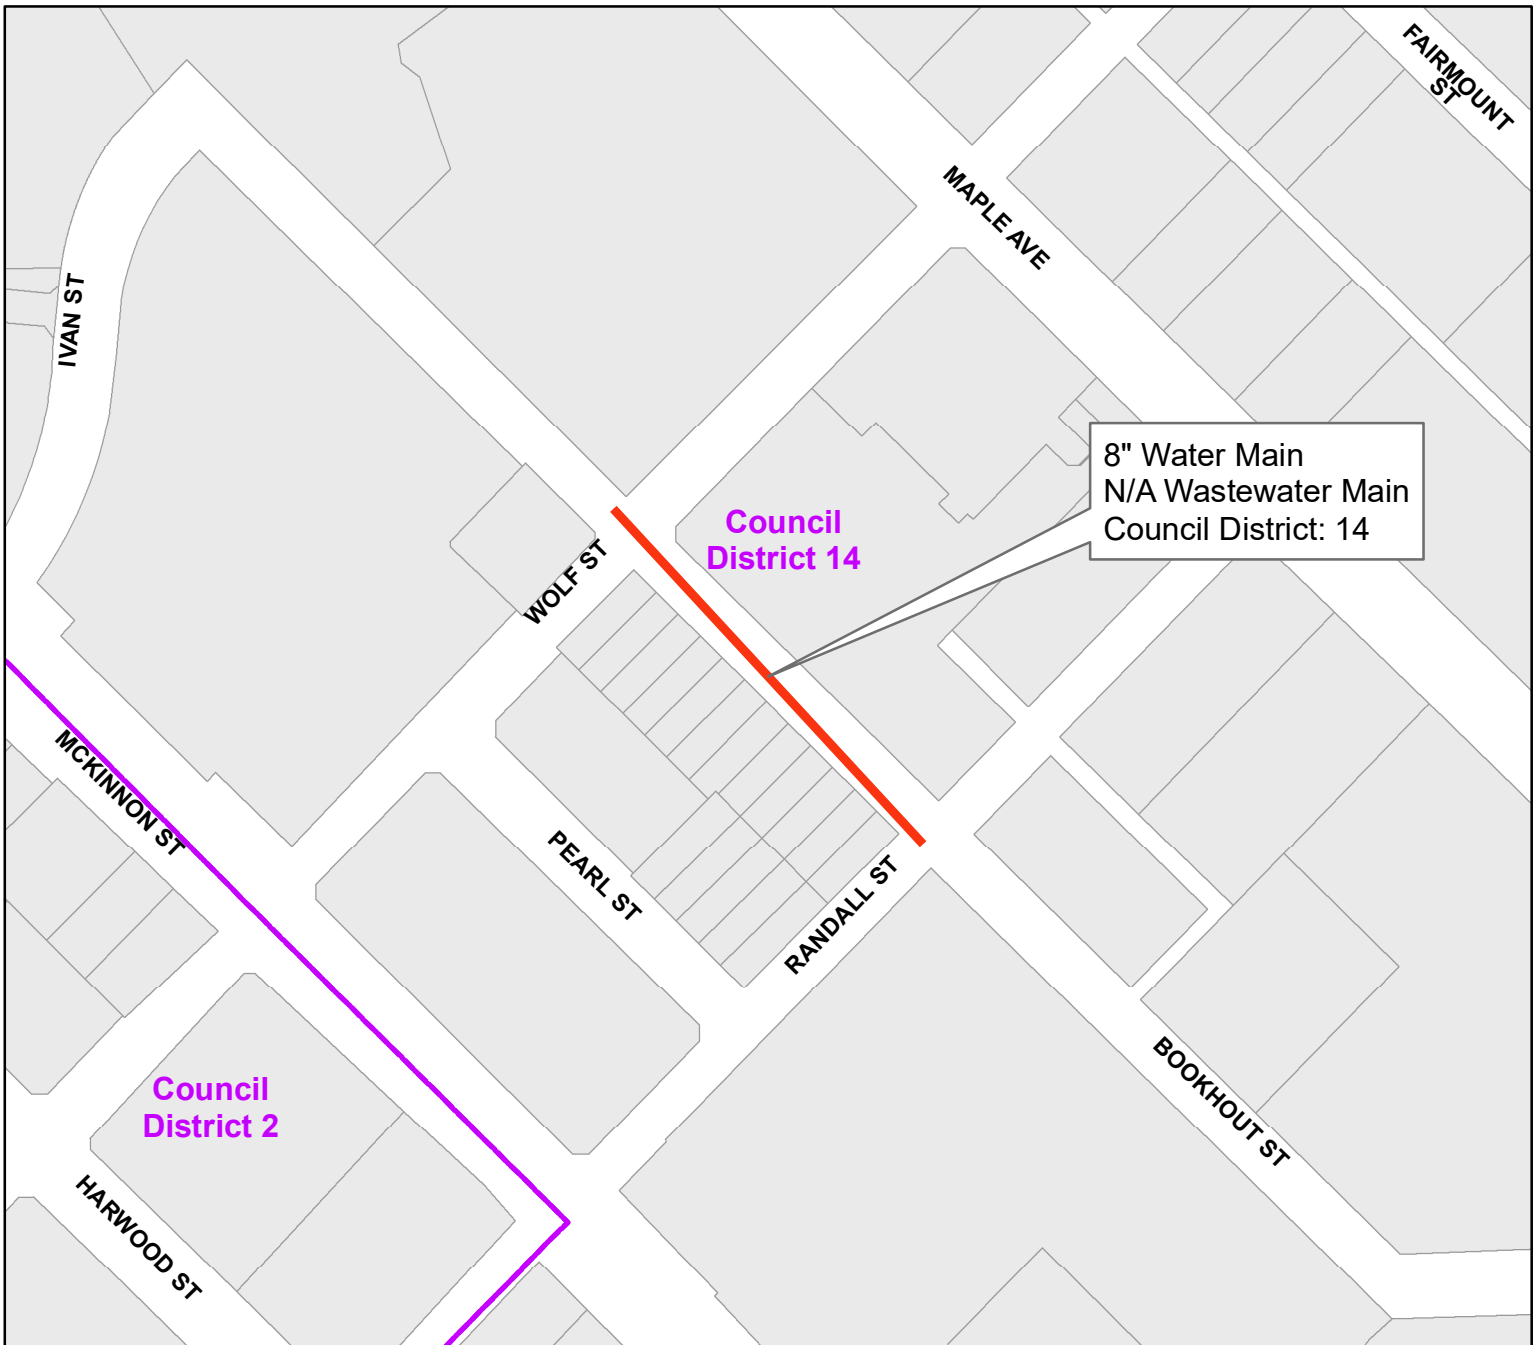 FAIRMOUNT
ST
MAPLE AVE
IVAN ST
8" Water Main
N/A Wastewater Main
Council District: 14
Council
District 14
WOLF ST
MCKINNON ST
PEARL ST
RANDALL ST
BOOKHOUT ST
Council
District 2
HARWOOD ST